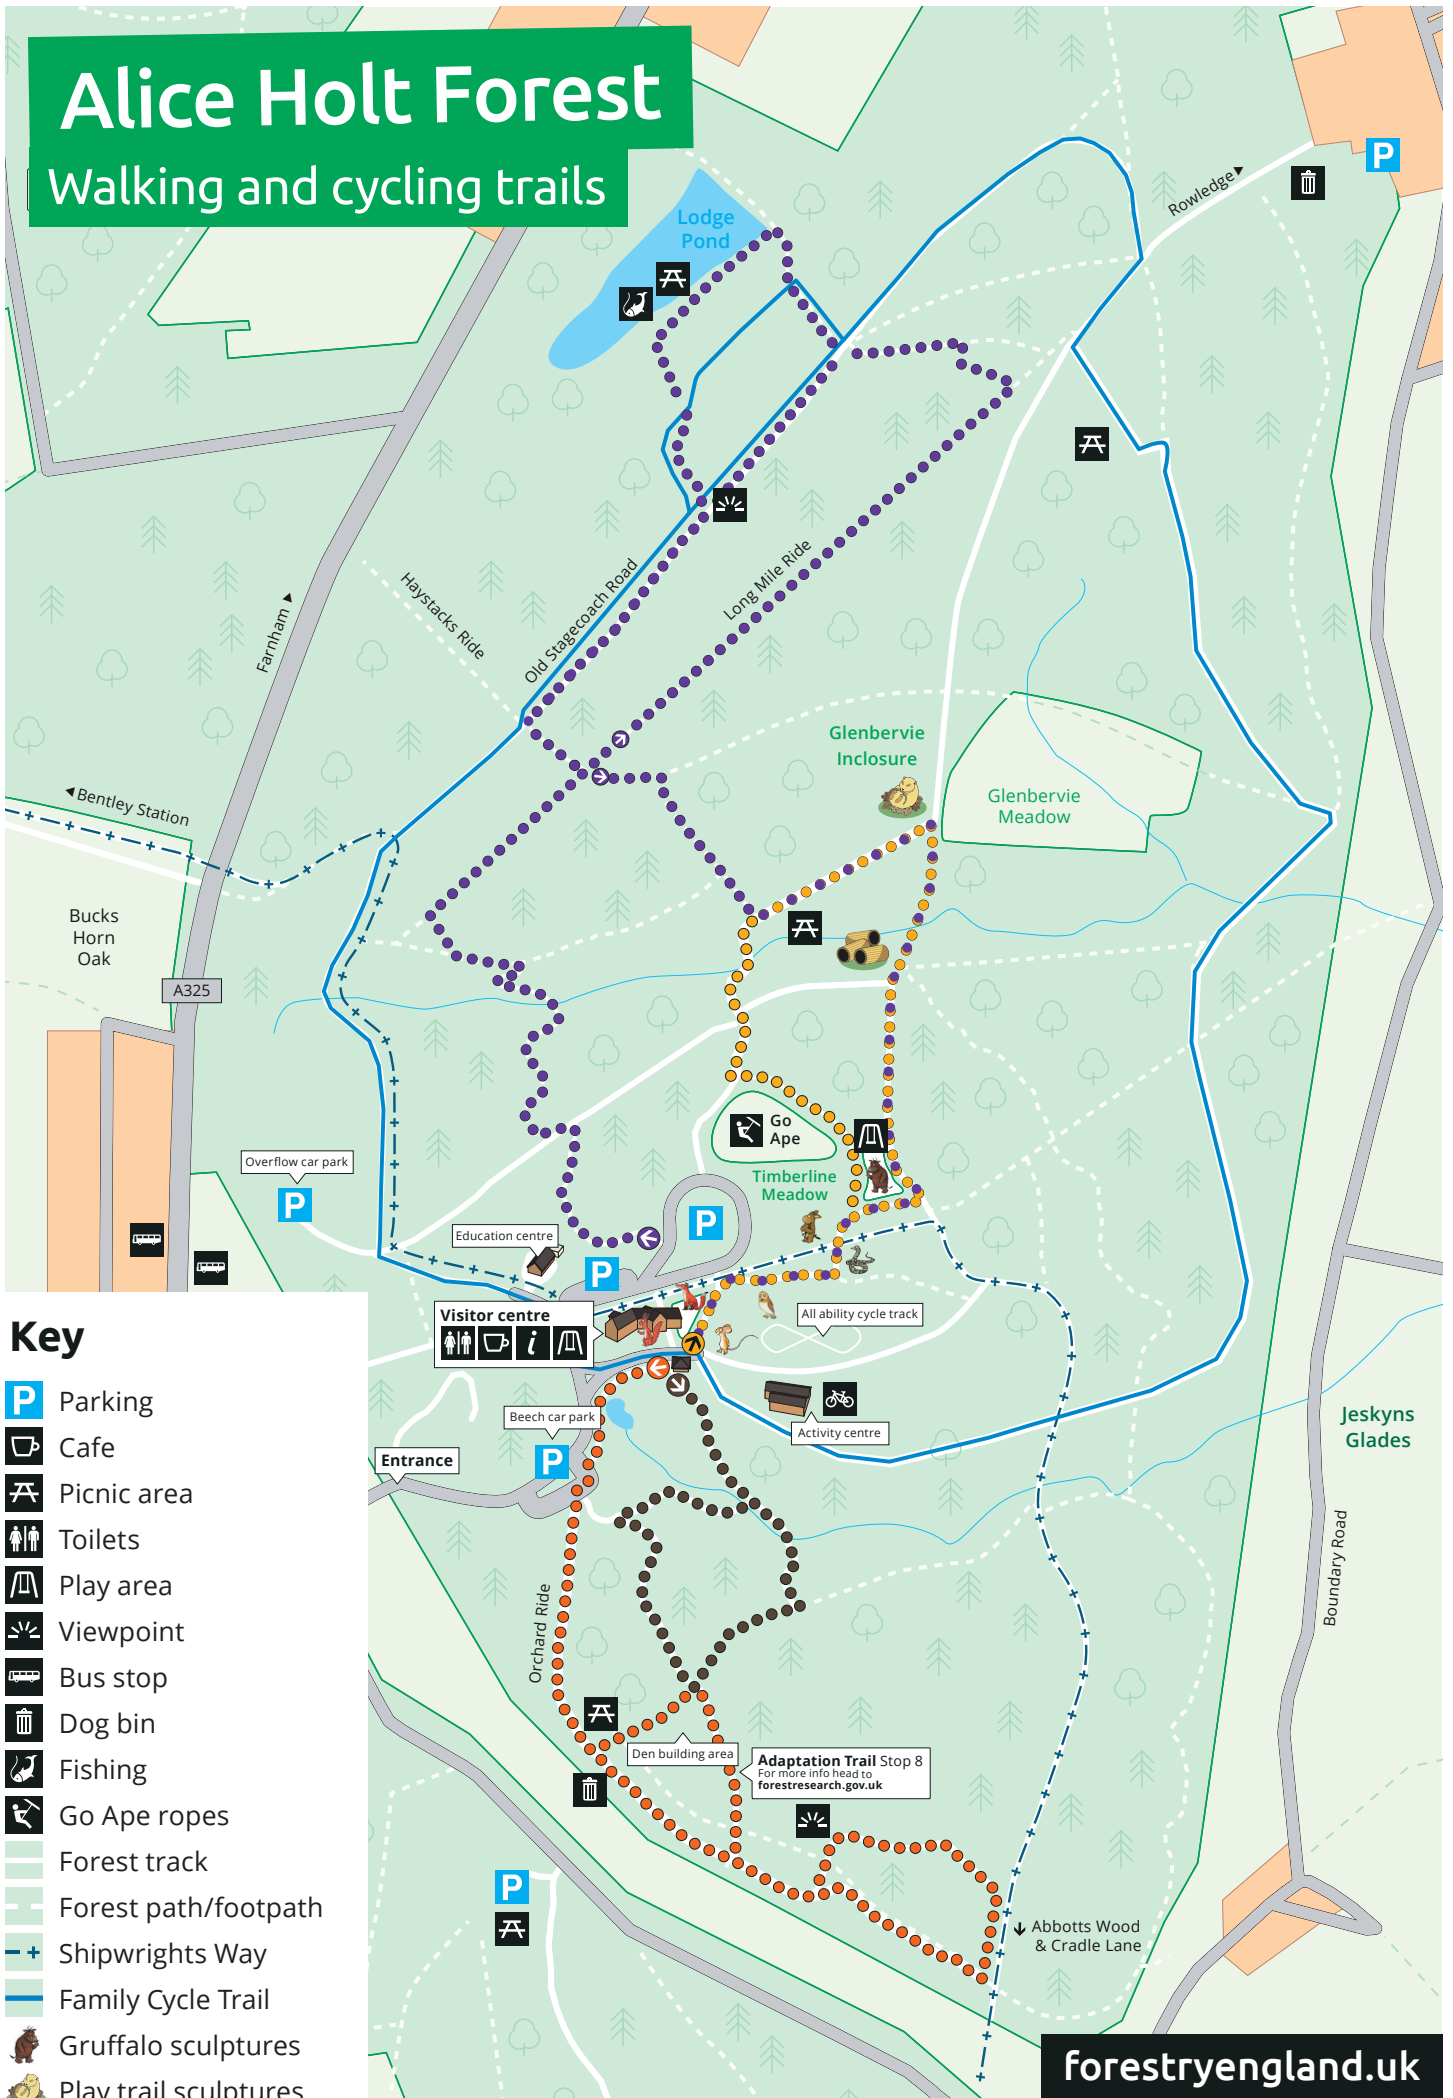 Alice Holt Forest
Walking and cycling trails
Lodge
Pond
Rowledge
P
Haystacks Ride
Old Stagecoach Road
Long Mile Ride
Farnham
Bentley Station
Glenbervie
Inclosure
Glenbervie
Meadow
Bucks
Horn
Oak
A325
Go
Ape
Timberline
Meadow
Overflow car park
P
Education centre
P
P
Visitor centre
i
All ability cycle track
Activity centre
Beech car park
P
Entrance
Jeskyns
Glades
Boundary Road
Orchard Ride
Den building area
Adaptation Trail Stop 8
For more info head to
forestresearch.gov.uk
P
Abbotts Wood
& Cradle Lane
Key
P Parking
Cafe
Picnic area
Toilets
Play area
Viewpoint
Bus stop
Dog bin
Fishing
Go Ape ropes
Forest track
Forest path/footpath
Shipwrights Way
Family Cycle Trail
Gruffalo sculptures
Play trail sculptures
forestryengland.uk